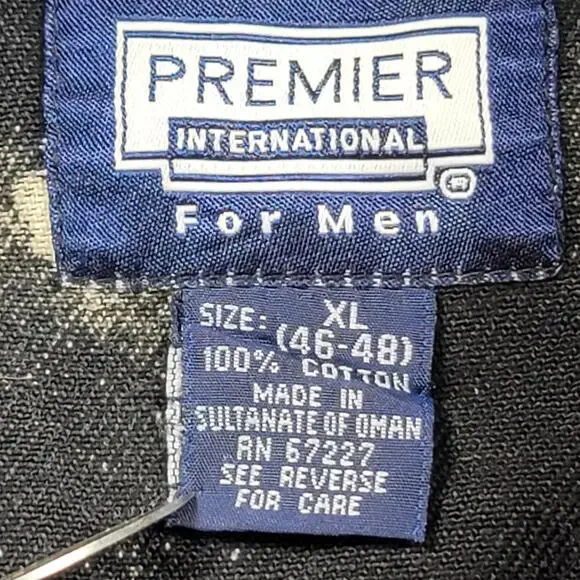 PREMIER
INTERNATIONAL
®
For Men
SIZE: XL
(46-48)
100% COTTON
MADE IN
SULTANATE OF OMAN
RN 67227
SEE REVERSE
FOR CARE